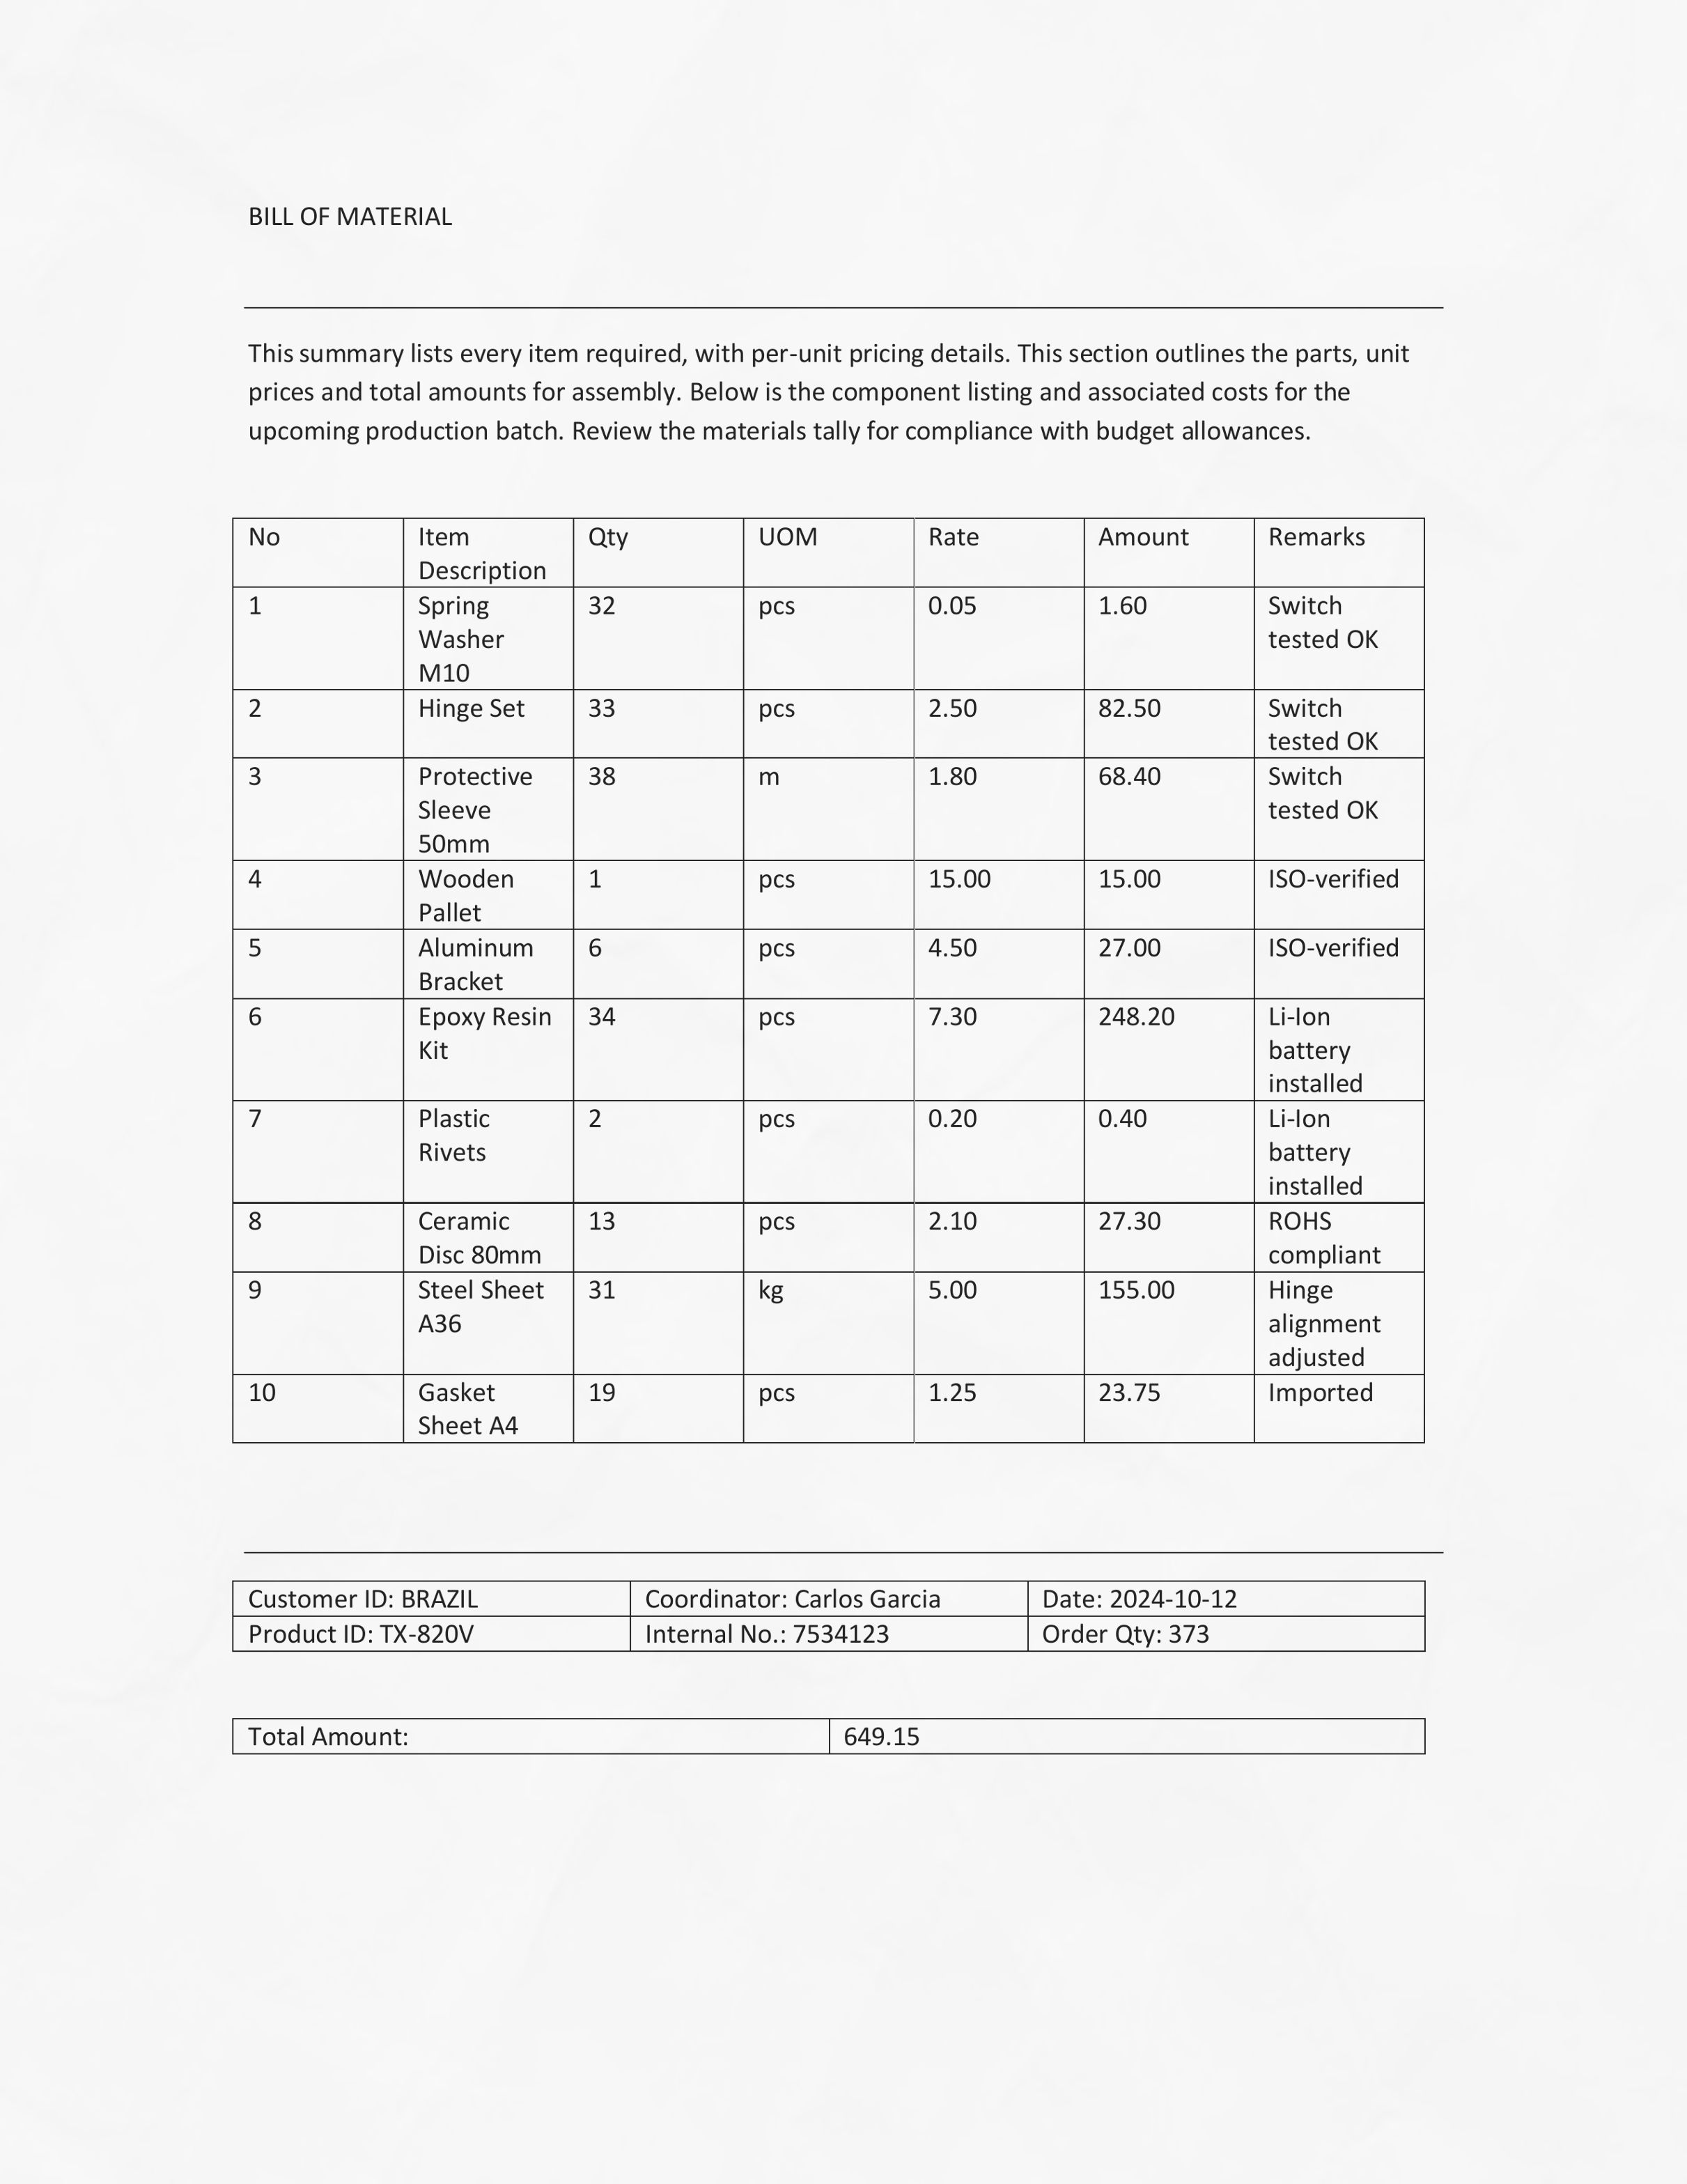 BILL OF MATERIAL
This summary lists every item required, with per-unit pricing details. This section outlines the parts, unit
prices and total amounts for assembly. Below is the component listing and associated costs for the
upcoming production batch. Review the materials tally for compliance with budget allowances.
No Item Description Qty UOM Rate Amount Remarks
1 Spring Washer M10 32 pcs 0.05 1.60 Switch tested OK
2 Hinge Set 33 pcs 2.50 82.50 Switch tested OK
3 Protective Sleeve 50mm 38 m 1.80 68.40 Switch tested OK
4 Wooden Pallet 1 pcs 15.00 15.00 ISO-verified
5 Aluminum Bracket 6 pcs 4.50 27.00 ISO-verified
6 Epoxy Resin Kit 34 pcs 7.30 248.20 Li-Ion battery installed
7 Plastic Rivets 2 pcs 0.20 0.40 Li-Ion battery installed
8 Ceramic Disc 80mm 13 pcs 2.10 27.30 ROHS compliant
9 Steel Sheet A36 31 kg 5.00 155.00 Hinge alignment adjusted
10 Gasket Sheet A4 19 pcs 1.25 23.75 Imported
Customer ID: BRAZIL Coordinator: Carlos Garcia Date: 2024-10-12
Product ID: TX-820V Internal No.: 7534123 Order Qty: 373
Total Amount: 649.15